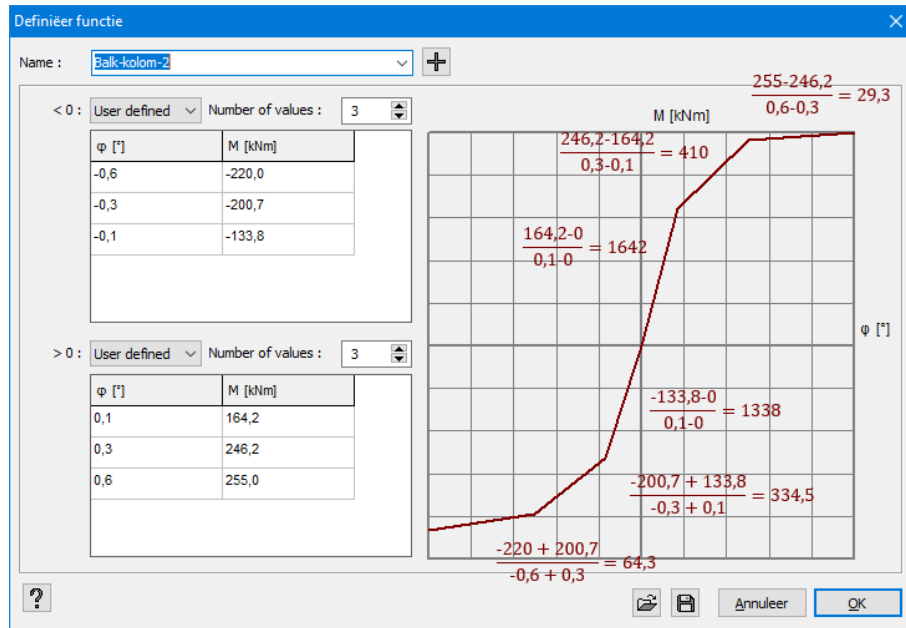 Definiëer functie
Name :
Balk-kolom-2
< 0 :
User defined
Number of values :
3
φ [°]
M [kNm]
-0,6
-220,0
-0,3
-200,7
-0,1
-133,8
> 0 :
User defined
Number of values :
3
φ [°]
M [kNm]
0,1
164,2
0,3
246,2
0,6
255,0
M [kNm]
255-246,2
0,6-0,3
= 29,3
246,2-164,2
0,3-0,1
= 410
164,2-0
0,1-0
= 1642
φ [°]
-133,8-0
0,1-0
= 1338
-200,7 + 133,8
-0,3 + 0,1
= 334,5
-220 + 200,7
-0,6 + 0,3
= 64,3
?
Annuleer
OK